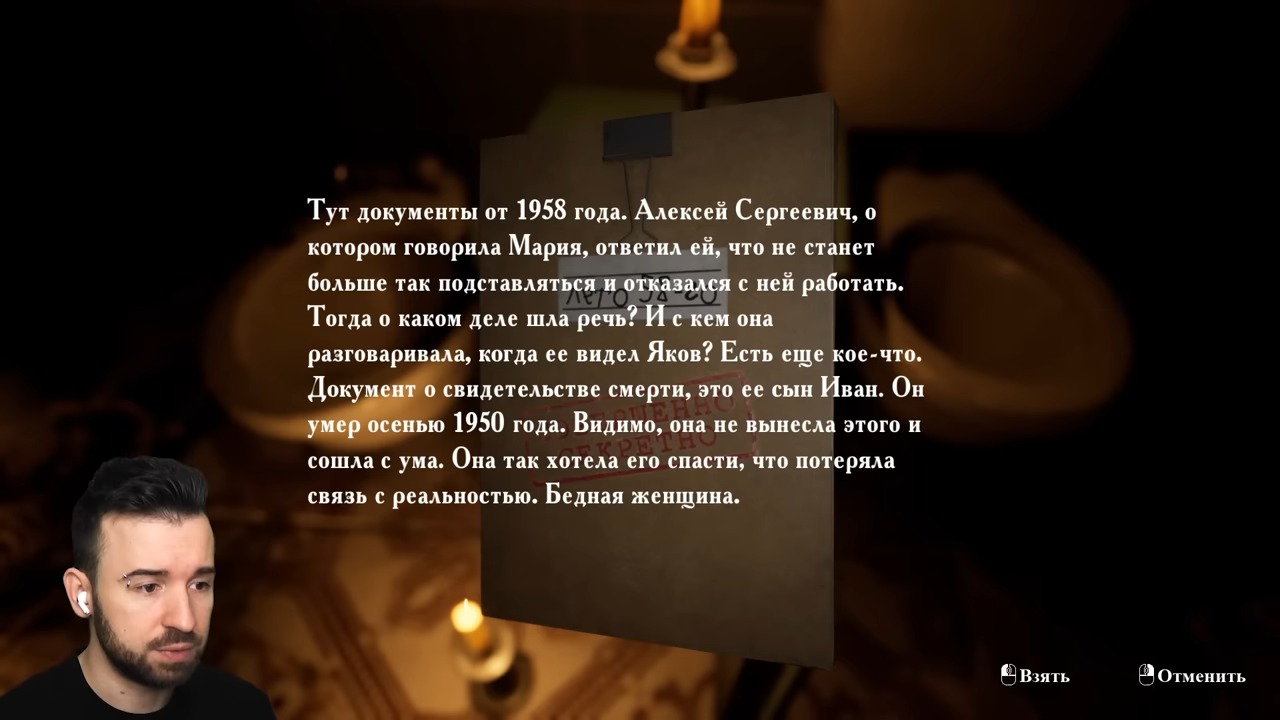 Тут документы от 1958 года. Алексей Сергеевич, о
котором говорила Мария, ответил ей, что не станет
больше так подставляться и отказался с ней работать.
Тогда о каком деле шла речь? И с кем она
разговаривала, когда ее видел Яков? Есть еще кое-что.
Документ о свидетельстве смерти, это ее сын Иван. Он
умер осенью 1950 года. Видимо, она не вынесла этого и
сошла с ума. Она так хотела его спасти, что потеряла
связь с реальностью. Бедная женщина.
СОВЕРШЕННО
СЕКРЕТНО
Взять
Отменить